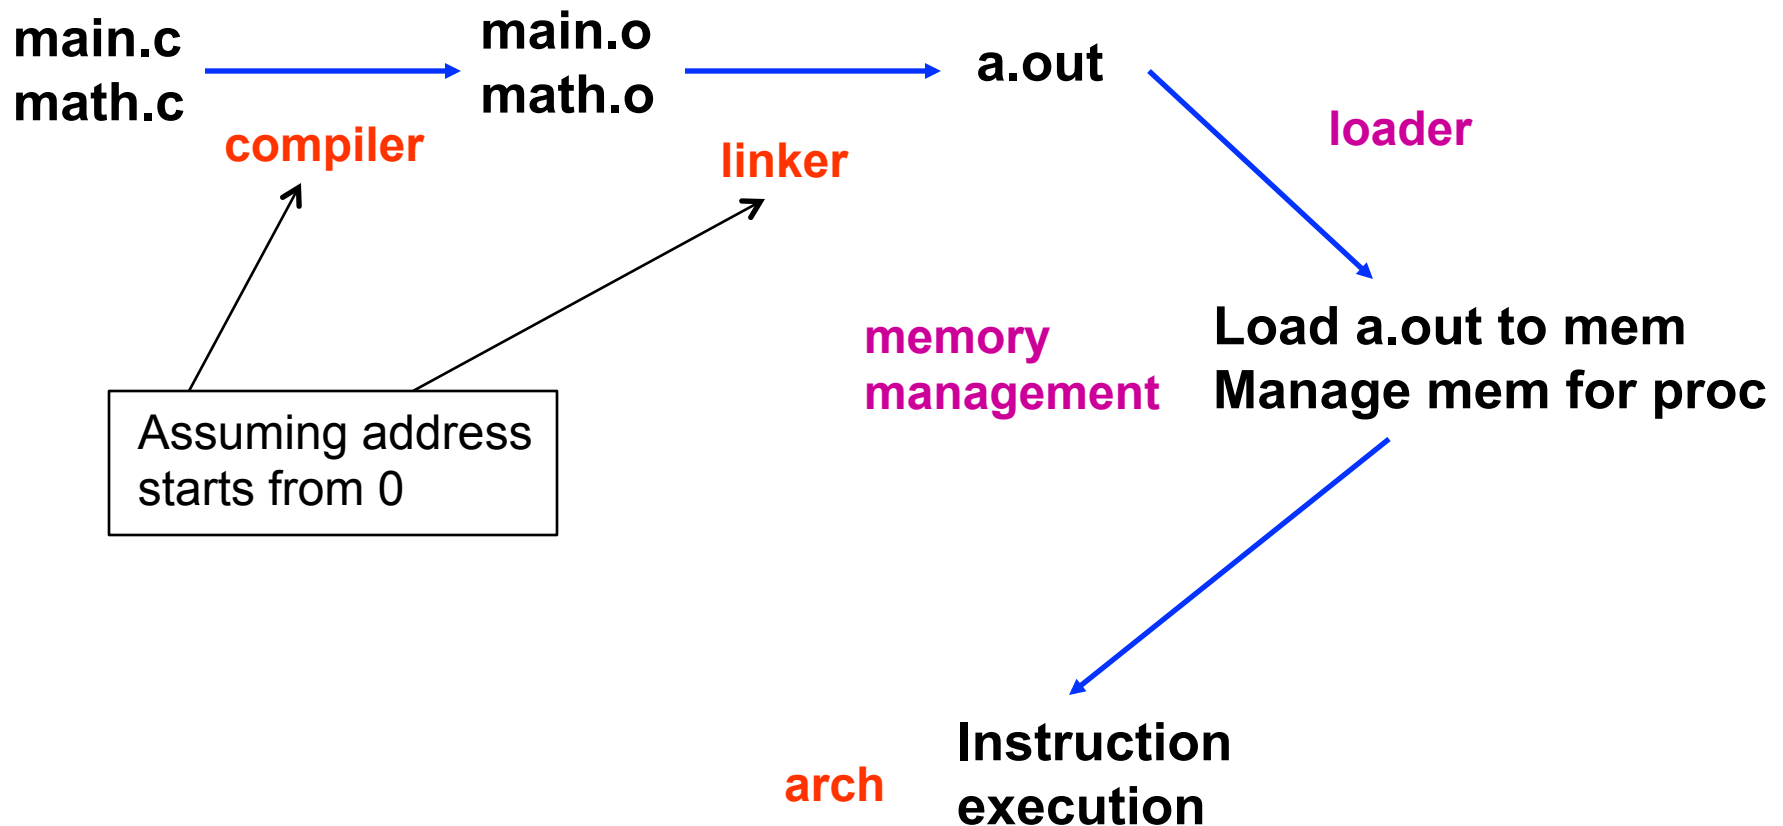 main.c
math.c
compiler
main.o
math.o
linker
a.out
loader
Assuming address
starts from 0
memory
management
Load a.out to mem
Manage mem for proc
arch
Instruction
execution